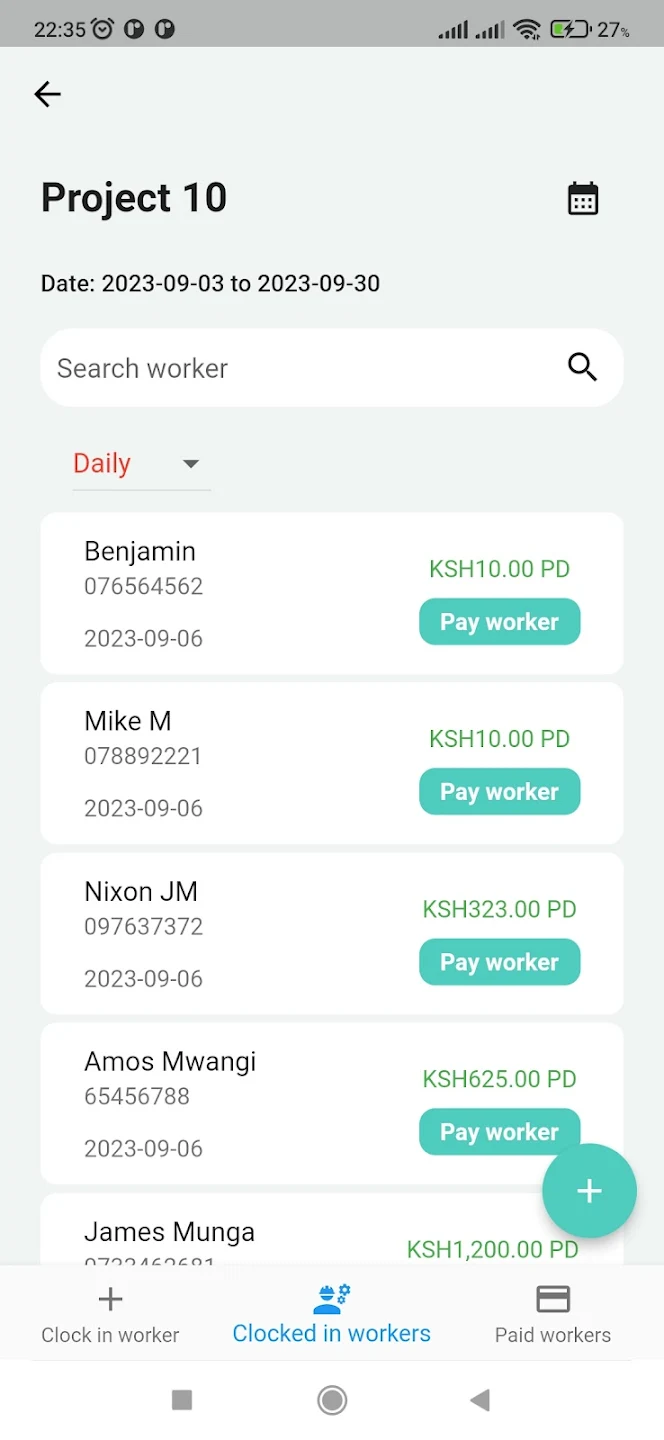 22:35 27%
Project 10
Date: 2023-09-03 to 2023-09-30
Search worker
Daily
Benjamin
076564562
KSH10.00 PD
Pay worker
2023-09-06
Mike M
078892221
KSH10.00 PD
Pay worker
2023-09-06
Nixon JM
097637372
KSH323.00 PD
Pay worker
2023-09-06
Amos Mwangi
65456788
KSH625.00 PD
Pay worker
2023-09-06
James Munga
KSH1,200.00 PD
Clock in worker
Clocked in workers
Paid workers